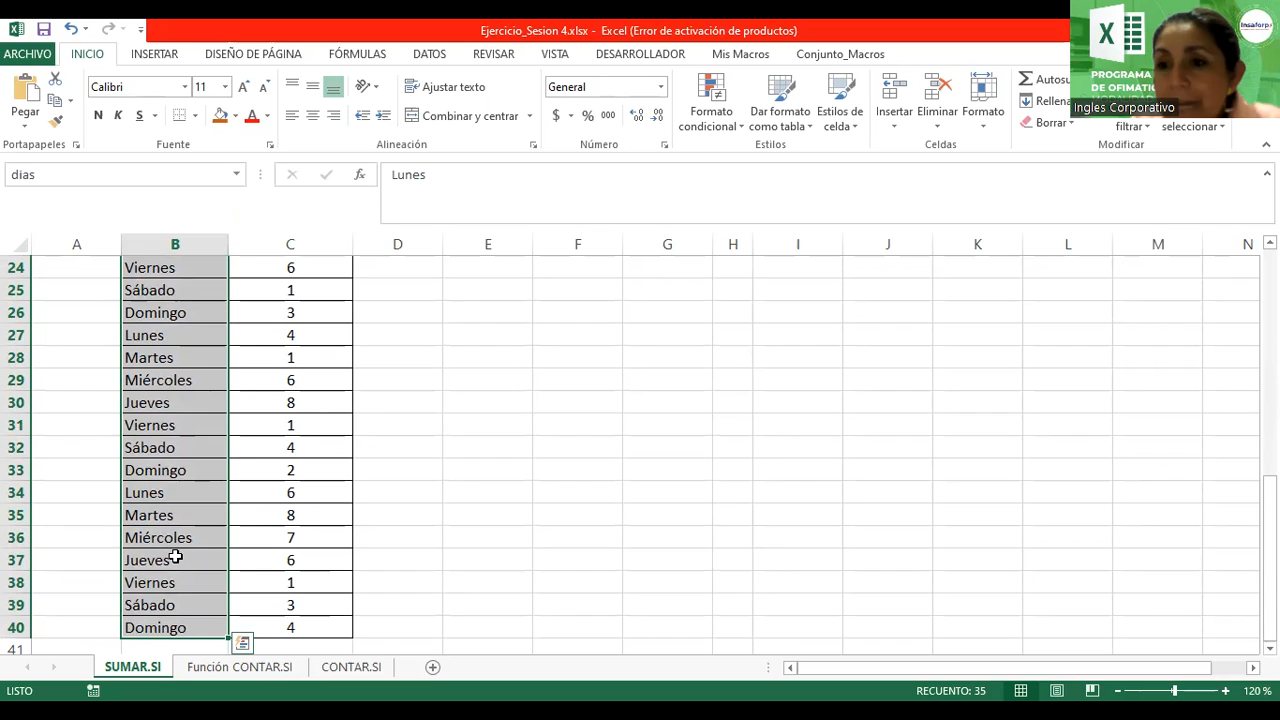 Ejercicio_Sesion 4.xlsx - Excel (Error de activación de productos)
ARCHIVO INICIO INSERTAR DISEÑO DE PÁGINA FÓRMULAS DATOS REVISAR VISTA DESARROLLADOR Mis Macros Conjunto_Macros
PROGRAMA
DE OFIMATI
Insaforp
Ingles Corporativo
Pegar
Calibri 11
N K S
Ajustar texto
Combinar y centrar
General
$ % 000
Formato condicional
Dar formato como tabla
Estilos de celda
Insertar Eliminar Formato
Autosu
Rellena
Borrar
filtrar
seleccionar
Portapapeles Fuente Alineación Número Estilos Celdas Modificar
dias fx Lunes
A B C D E F G H I J K L M N
24 Viernes 6
25 Sábado 1
26 Domingo 3
27 Lunes 4
28 Martes 1
29 Miércoles 6
30 Jueves 8
31 Viernes 1
32 Sábado 4
33 Domingo 2
34 Lunes 6
35 Martes 8
36 Miércoles 7
37 Jueves 6
38 Viernes 1
39 Sábado 3
40 Domingo 4
41
SUMAR.SI Función CONTAR.SI CONTAR.SI
LISTO RECUENTO: 35 120 %